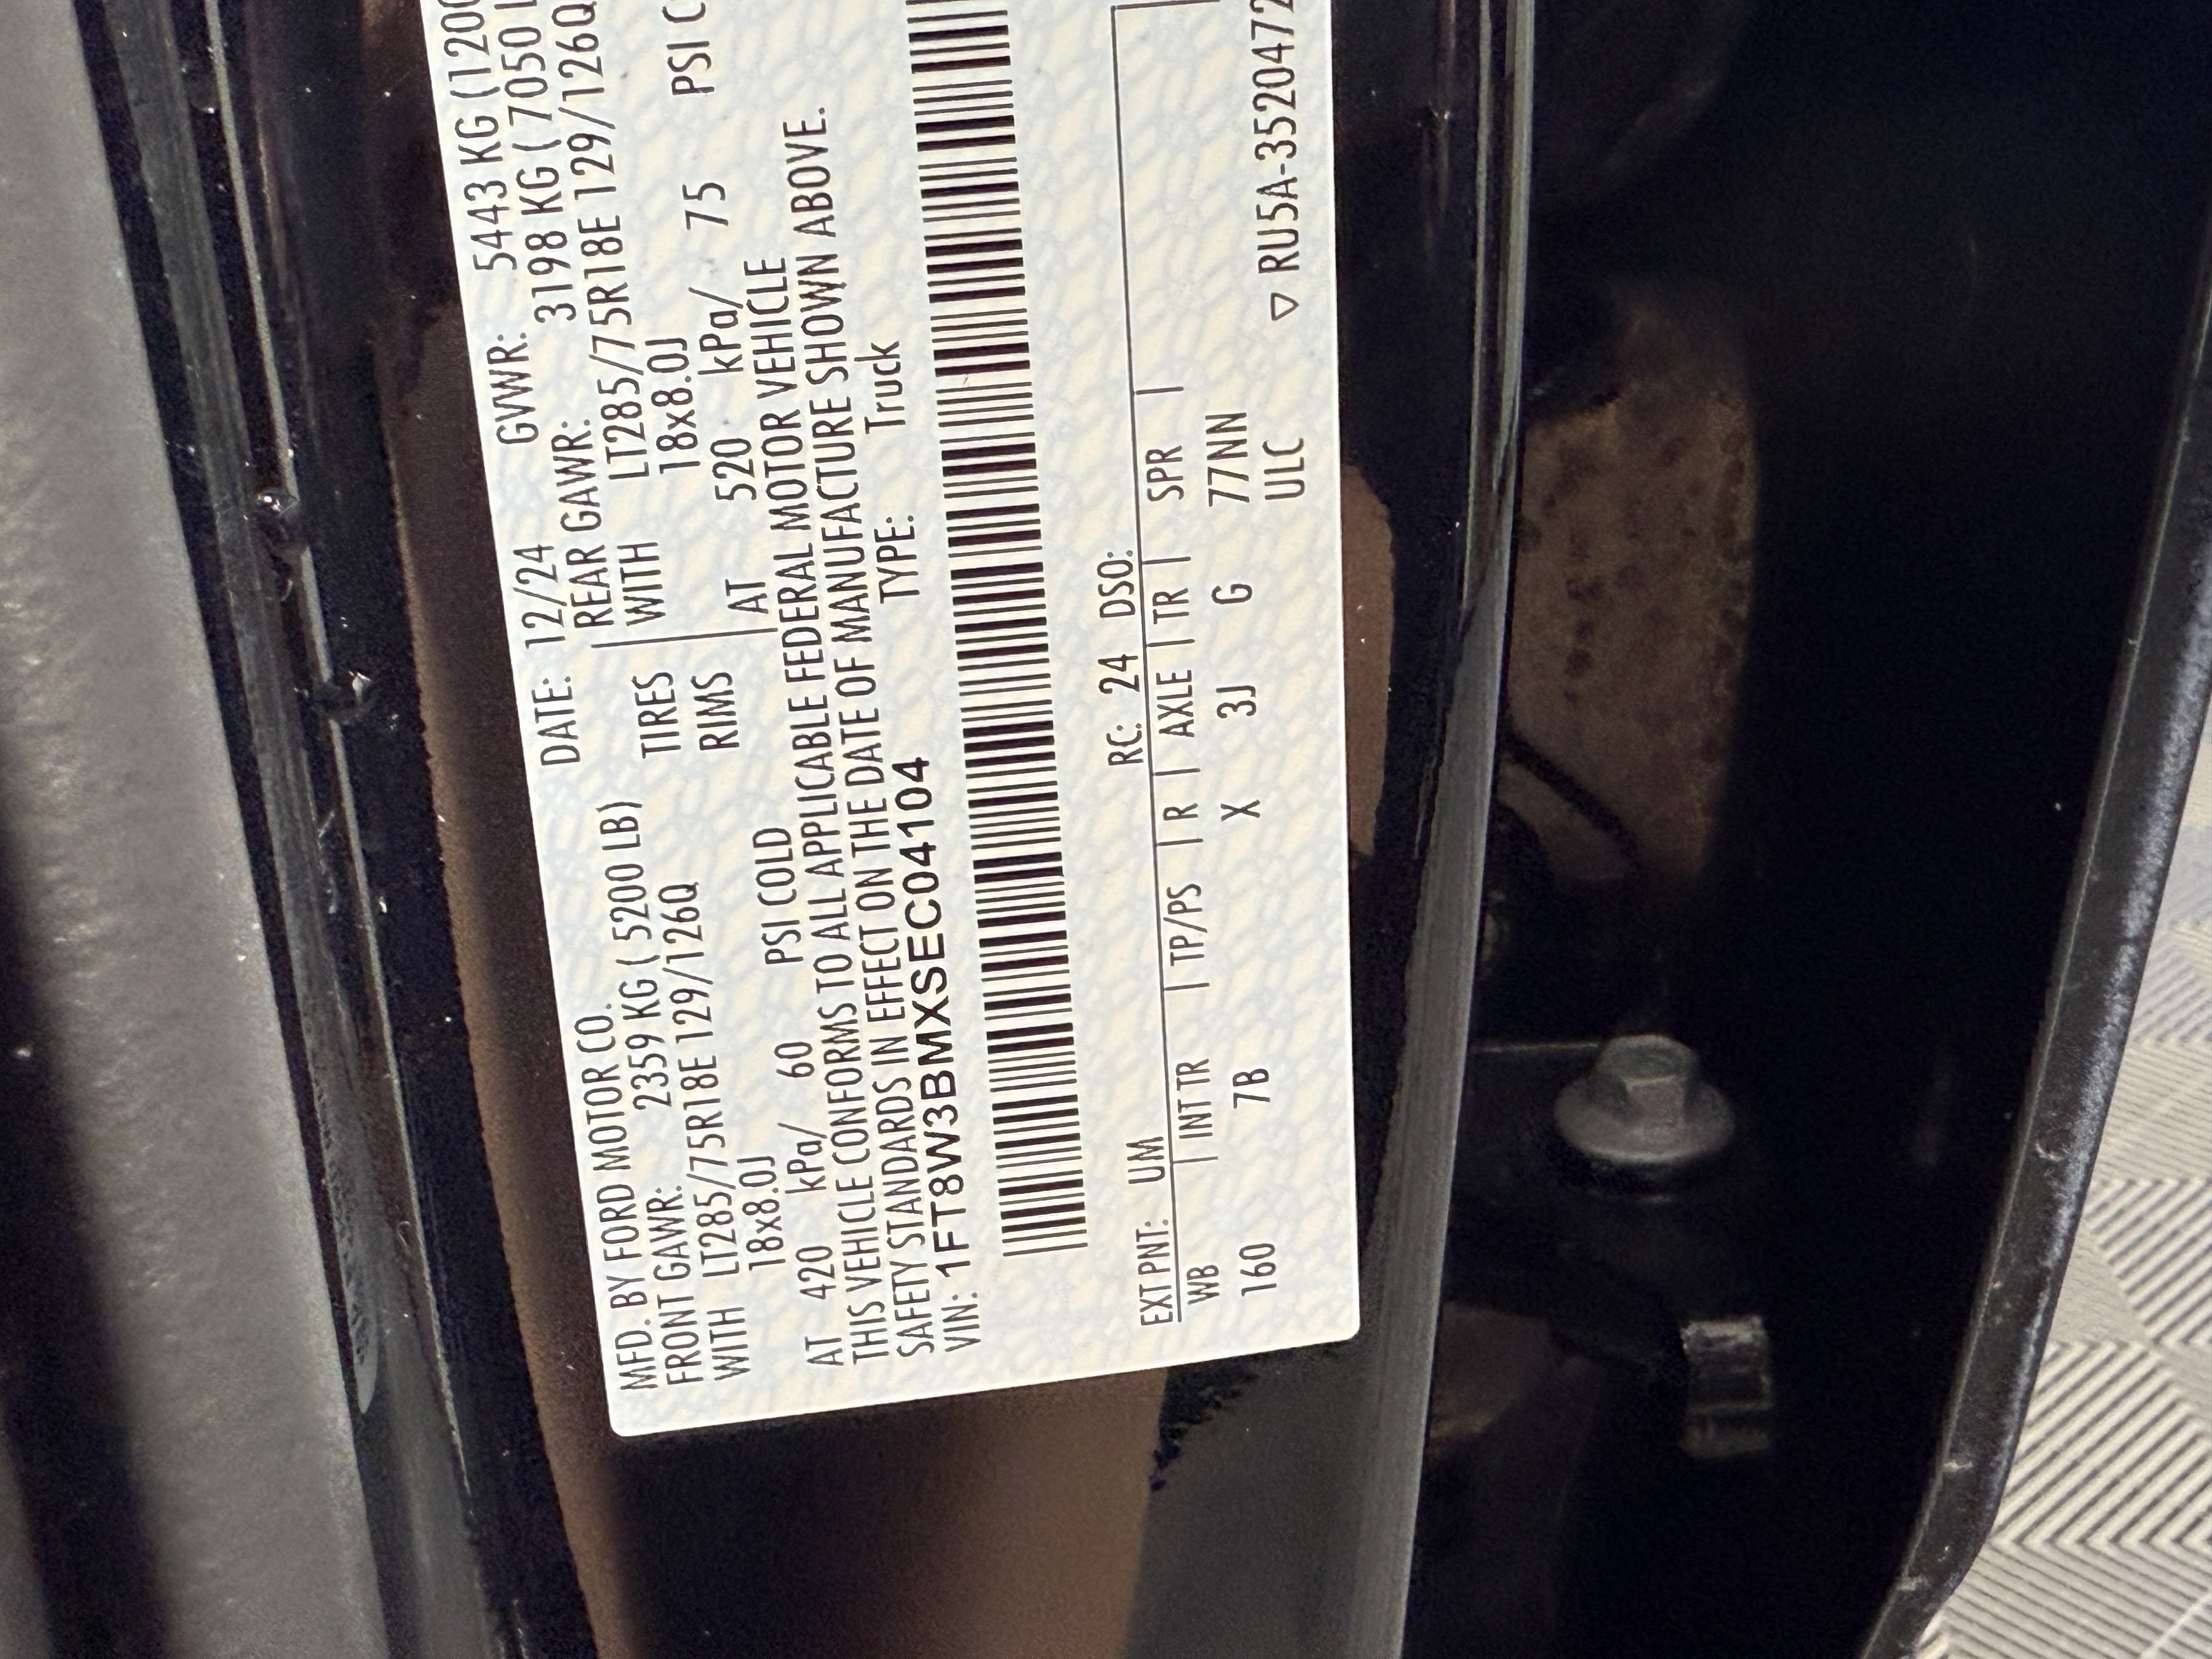 MFD. BY FORD MOTOR CO. DATE: 12/24 GVWR: 5443 KG (1200
FRONT GAWR: 2359 KG ( 5200 LB) REAR GAWR: 3198 KG ( 7050 L
WITH LT285/75R18E 129/126Q TIRES WITH LT285/75R18E 129/126Q
18x8.0J RIMS 18x8.0J
AT 420 kPa/ 60 PSI COLD AT 520 kPa/ 75 PSI C
THIS VEHICLE CONFORMS TO ALL APPLICABLE FEDERAL MOTOR VEHICLE
SAFETY STANDARDS IN EFFECT ON THE DATE OF MANUFACTURE SHOWN ABOVE.
VIN: 1FT8W3BMXSEC04104 TYPE: Truck
EXT PNT: UM RC: 24 DSO:
WB | INT TR | TP/PS | R | AXLE | TR | SPR |
160 7B X 3J G 77NN
ULC ▽ RU5A-3520472